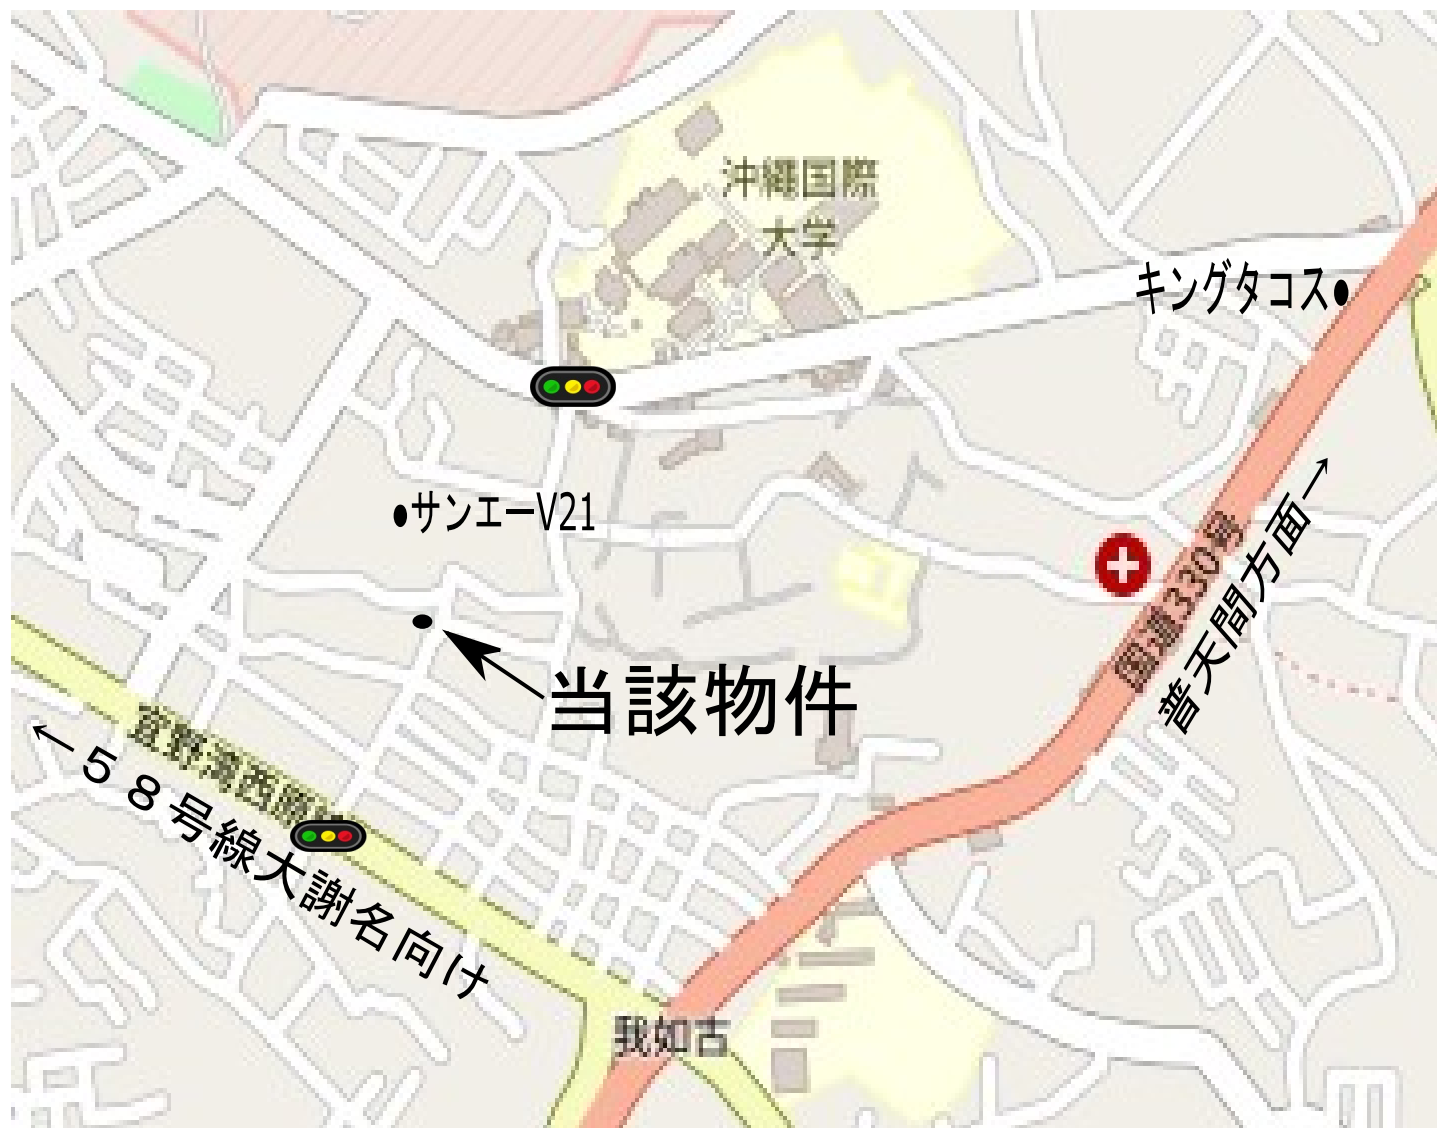 沖縄国際
大学
キングタコス
サンエーV21
国道330号
普天間方面→
当該物件
宜野湾西原
←５８号線大謝名向け
我如古